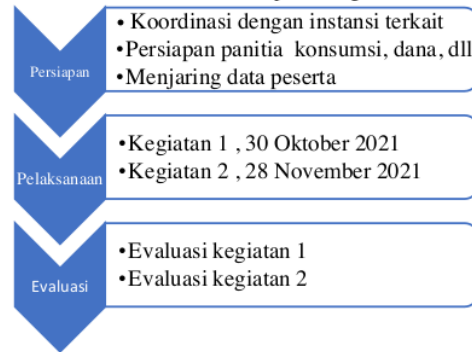 Persiapan
• Koordinasi dengan instansi terkait
•Persiapan panitia konsumsi, dana, dll
•Menjaring data peserta
Pelaksanaan
•Kegiatan 1 , 30 Oktober 2021
•Kegiatan 2 , 28 November 2021
Evaluasi
•Evaluasi kegiatan 1
•Evaluasi kegiatan 2